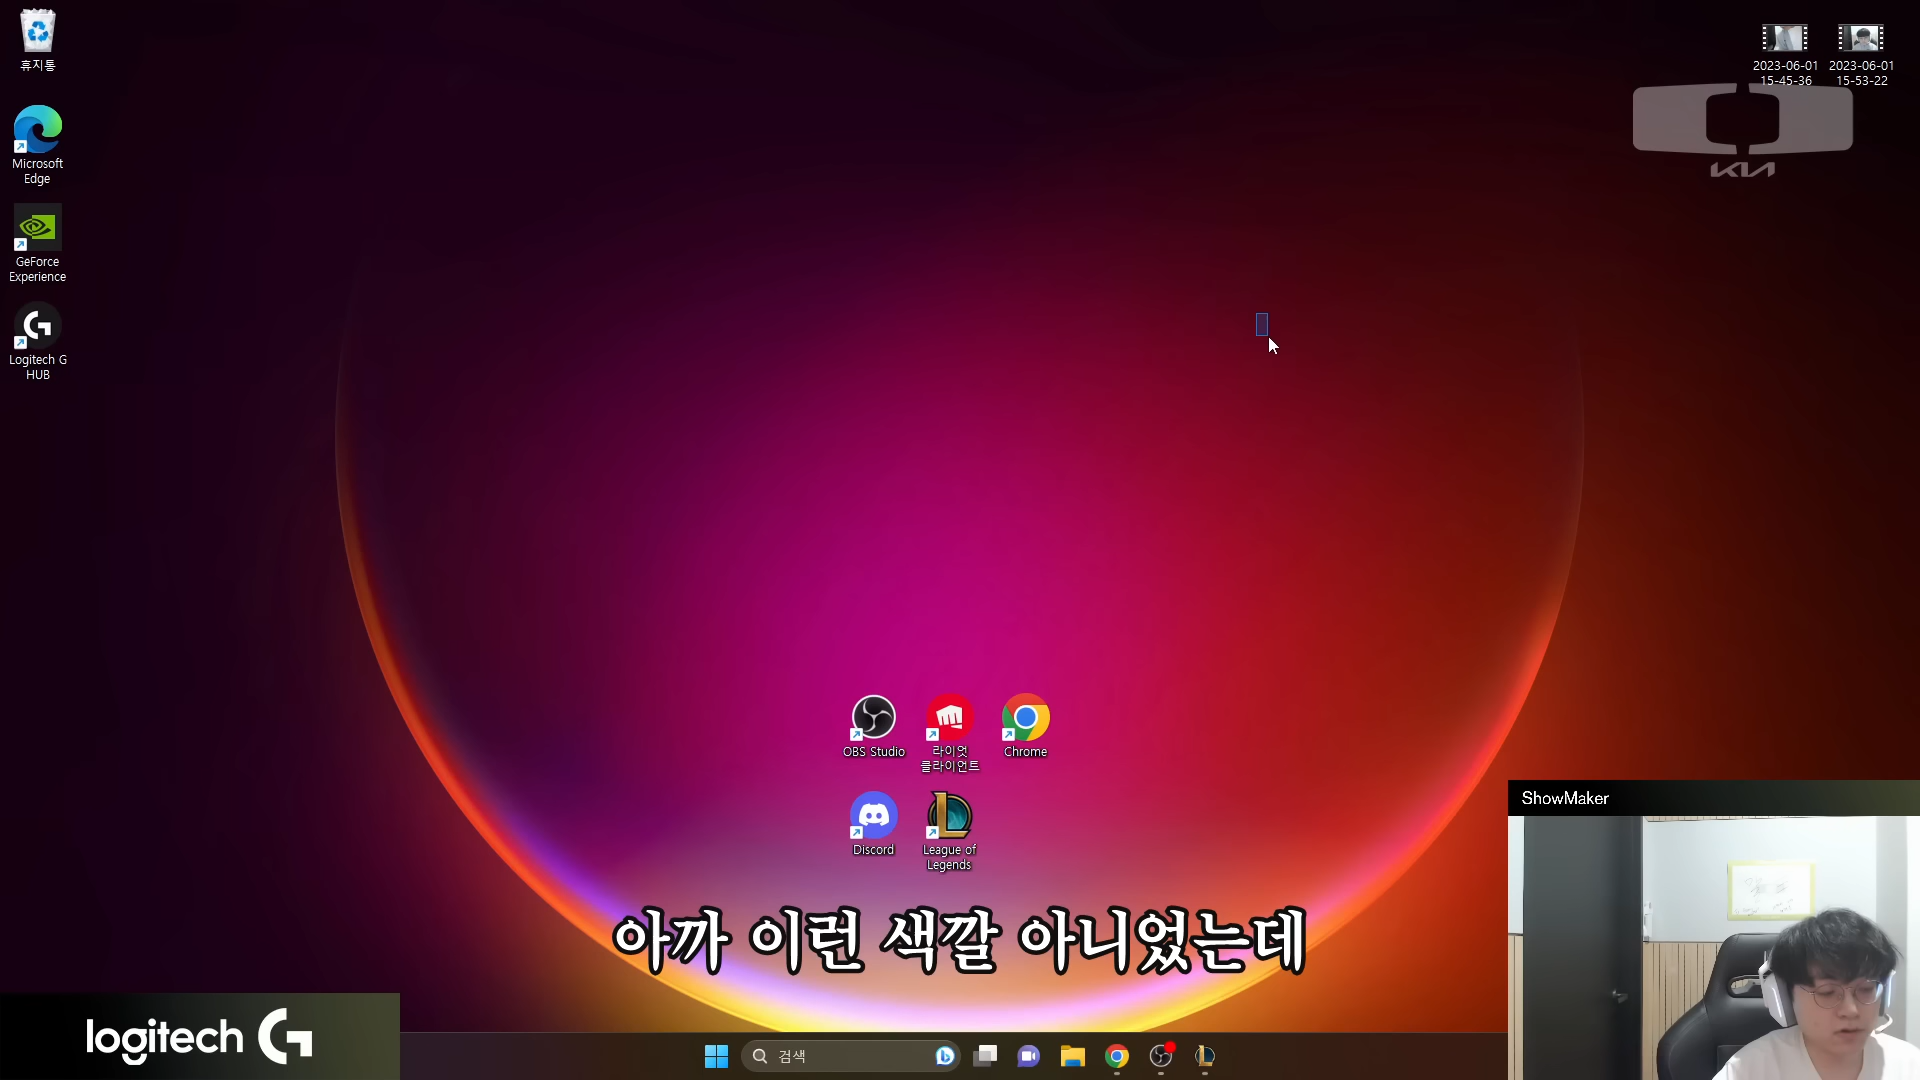 휴지통
Microsoft
Edge
GeForce
Experience
Logitech G
HUB
2023-06-01
15-45-36
2023-06-01
15-53-22
KIA
OBS Studio
라이엇
클라이언트
Chrome
Discord
League of
Legends
아까 이런 색깔 아니었는데
ShowMaker
logitech G
검색